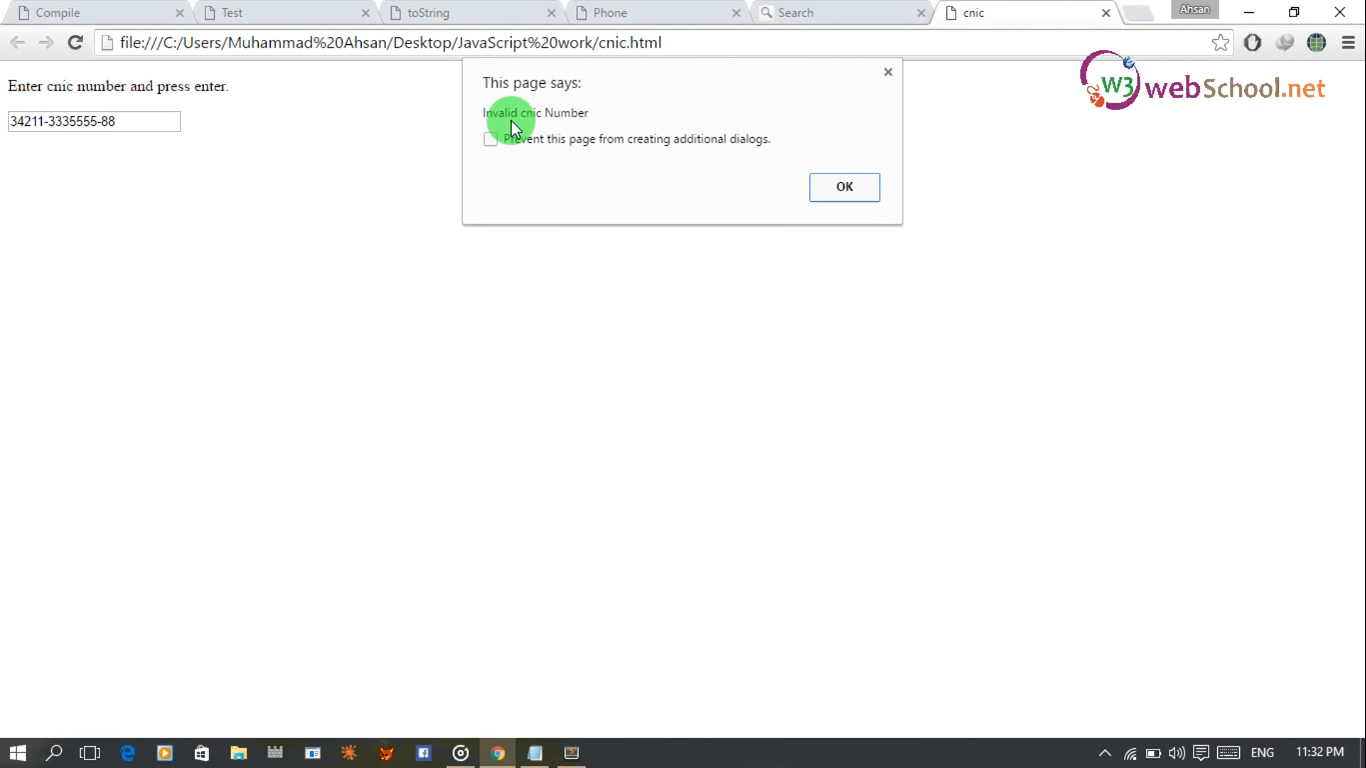 Compile
Test
toString
Phone
Search
cnic
Ahsan
file:///C:/Users/Muhammad%20Ahsan/Desktop/JavaScript%20work/cnic.html
W3 webSchool.net
Enter cnic number and press enter.
34211-3335555-88
This page says:
Invalid cnic Number
Prevent this page from creating additional dialogs.
OK
ENG
11:32 PM